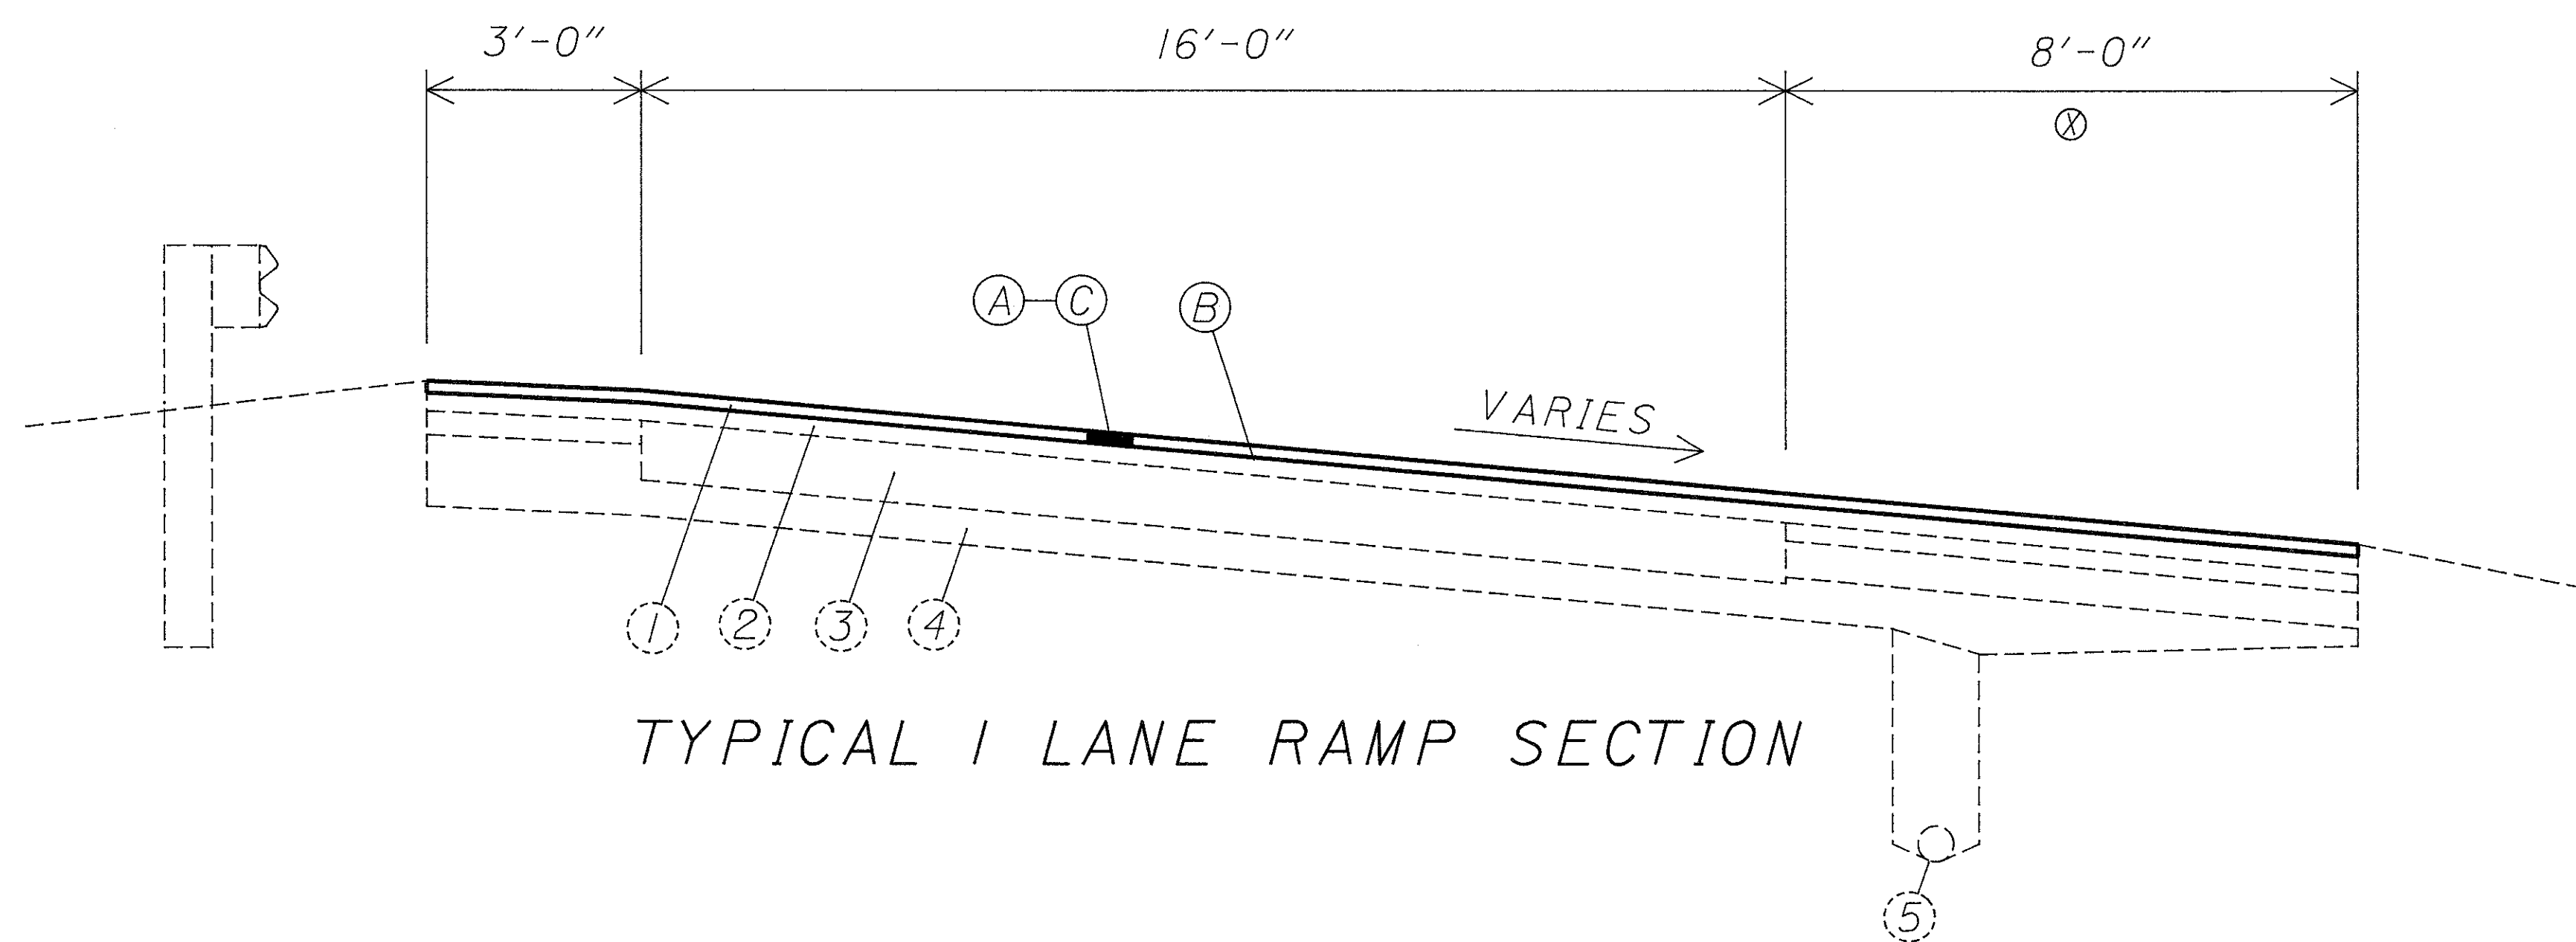 3'-0" 16'-0" 8'-0"
X
A C B
VARIES
1 2 3 4
TYPICAL 1 LANE RAMP SECTION
5